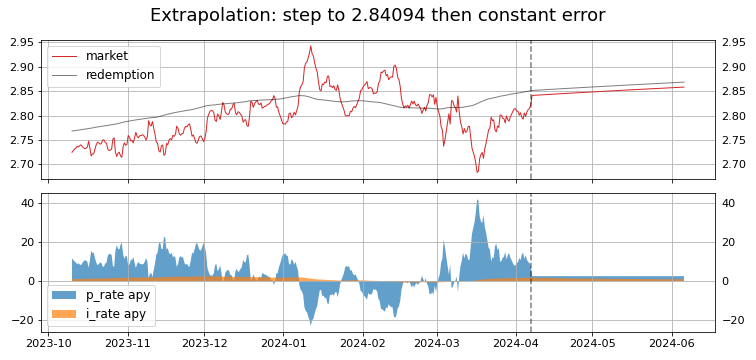 Extrapolation: step to 2.84094 then constant error
2.95 2.95
2.90 2.90
2.85 2.85
2.80 2.80
2.75 2.75
2.70 2.70
market
redemption
40 40
20 20
0 0
−20 −20
p_rate apy
i_rate apy
2023-10 2023-11 2023-12 2024-01 2024-02 2024-03 2024-04 2024-05 2024-06